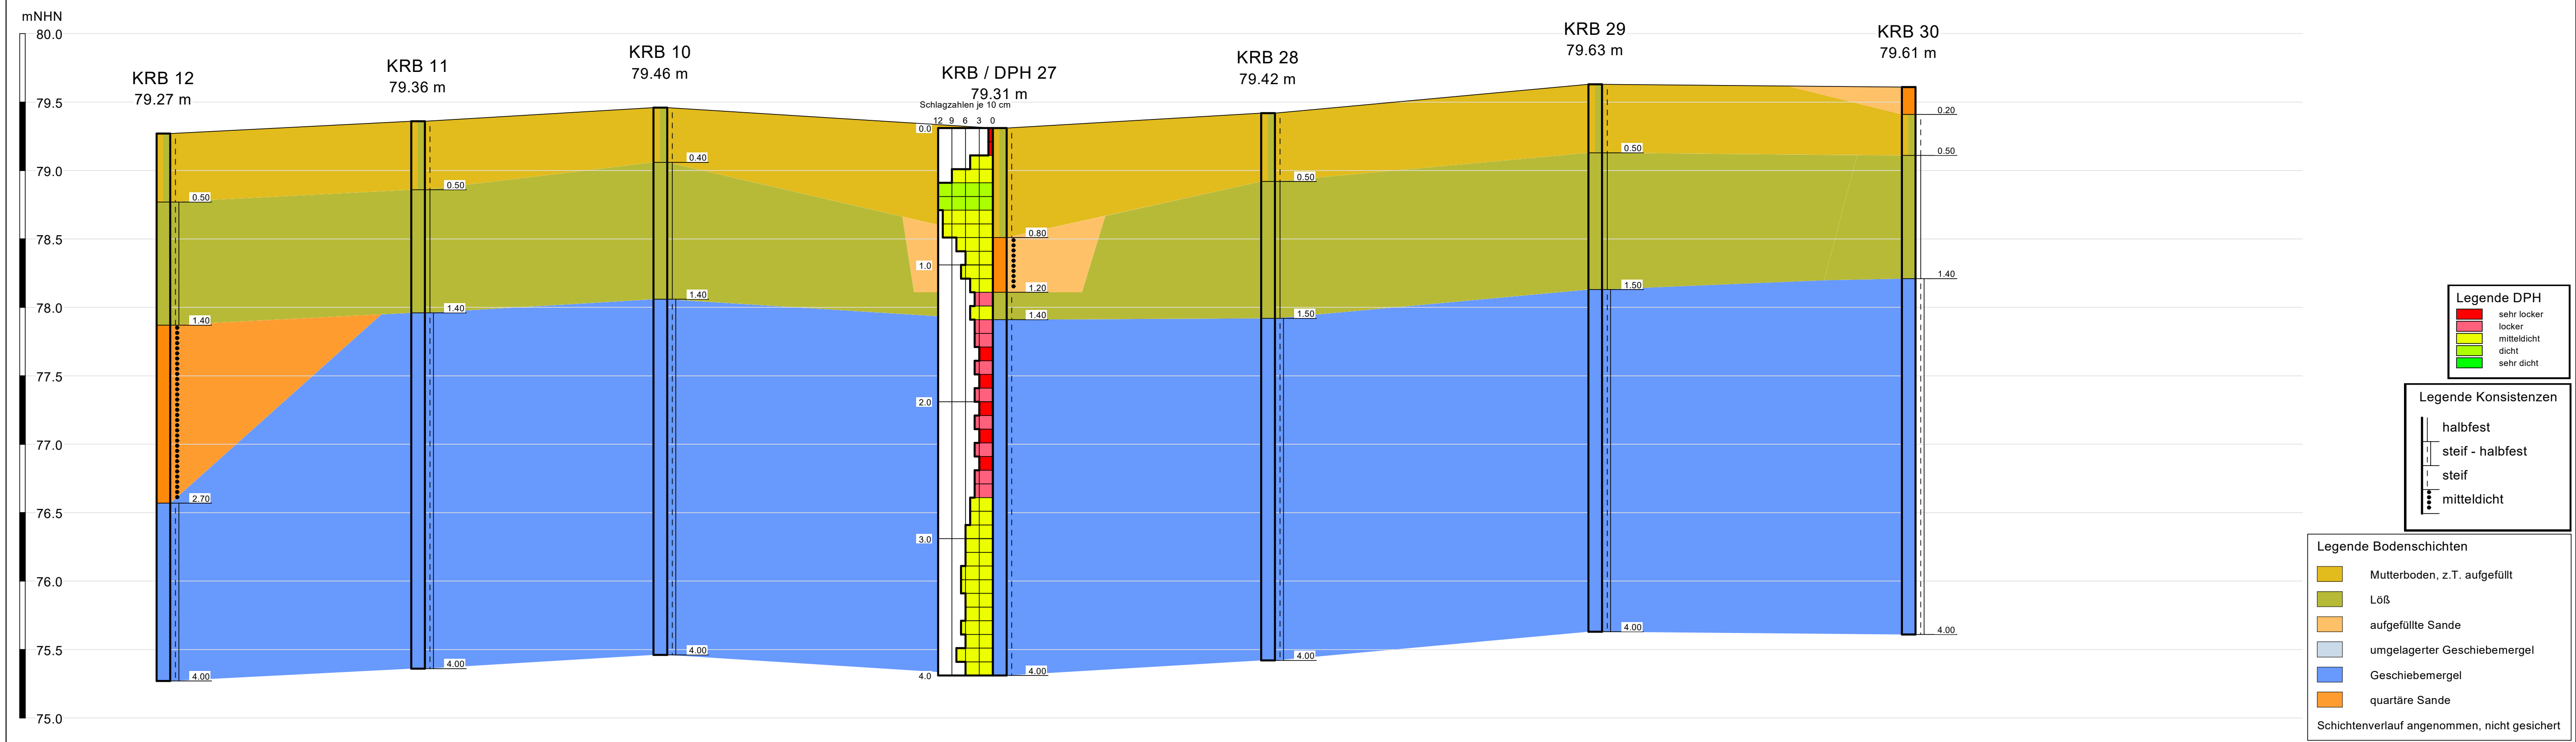 mNHN
80.0
79.5
79.0
78.5
78.0
77.5
77.0
76.5
76.0
75.5
75.0
KRB 12
79.27 m
0.50
1.40
2.70
4.00
KRB 11
79.36 m
0.50
1.40
4.00
KRB 10
79.46 m
0.40
1.40
4.00
KRB / DPH 27
79.31 m
Schlagzahlen je 10 cm
12 9 6 3 0
0.0
1.0
2.0
3.0
4.0
0.80
1.20
1.40
4.00
KRB 28
79.42 m
0.50
1.50
4.00
KRB 29
79.63 m
0.50
1.50
4.00
KRB 30
79.61 m
0.20
0.50
1.40
4.00
Legende DPH
sehr locker
locker
mitteldicht
dicht
sehr dicht
Legende Konsistenzen
halbfest
steif - halbfest
steif
mitteldicht
Legende Bodenschichten
Mutterboden, z.T. aufgefüllt
Löß
aufgefüllte Sande
umgelagerter Geschiebemergel
Geschiebemergel
quartäre Sande
Schichtenverlauf angenommen, nicht gesichert